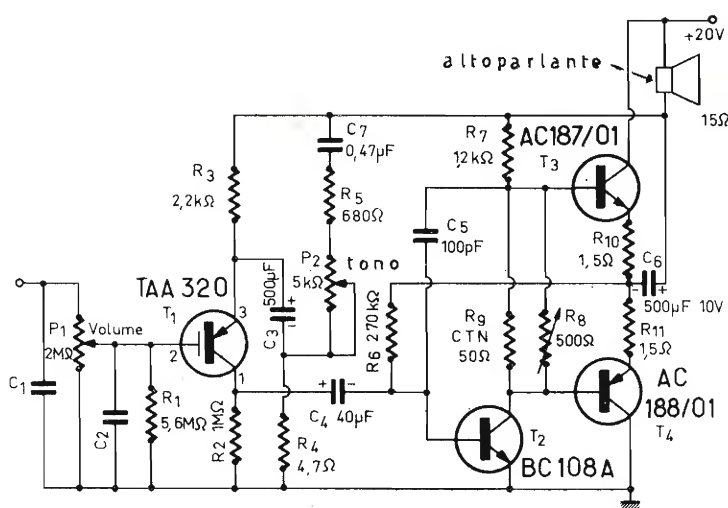 +20V
altoparlante
15Ω
C7
0,47µF
R7
12kΩ
AC187/01
T3
R3
2,2kΩ
R5
680Ω
C5
100pF
R10
1,5Ω
C6
500µF 10V
P2
5kΩ
tono
500µF
C3
TAA 320
T1
3
2
1
P1
2MΩ
Volume
R6 270kΩ
R9
CTN
50Ω
R8
500Ω
R11
1,5Ω
AC
188/01
T4
C1
C2
R1
5,6MΩ
R2 1MΩ
C4 40µF
R4
4,7Ω
T2
BC108A
+
-
+
-
-
+